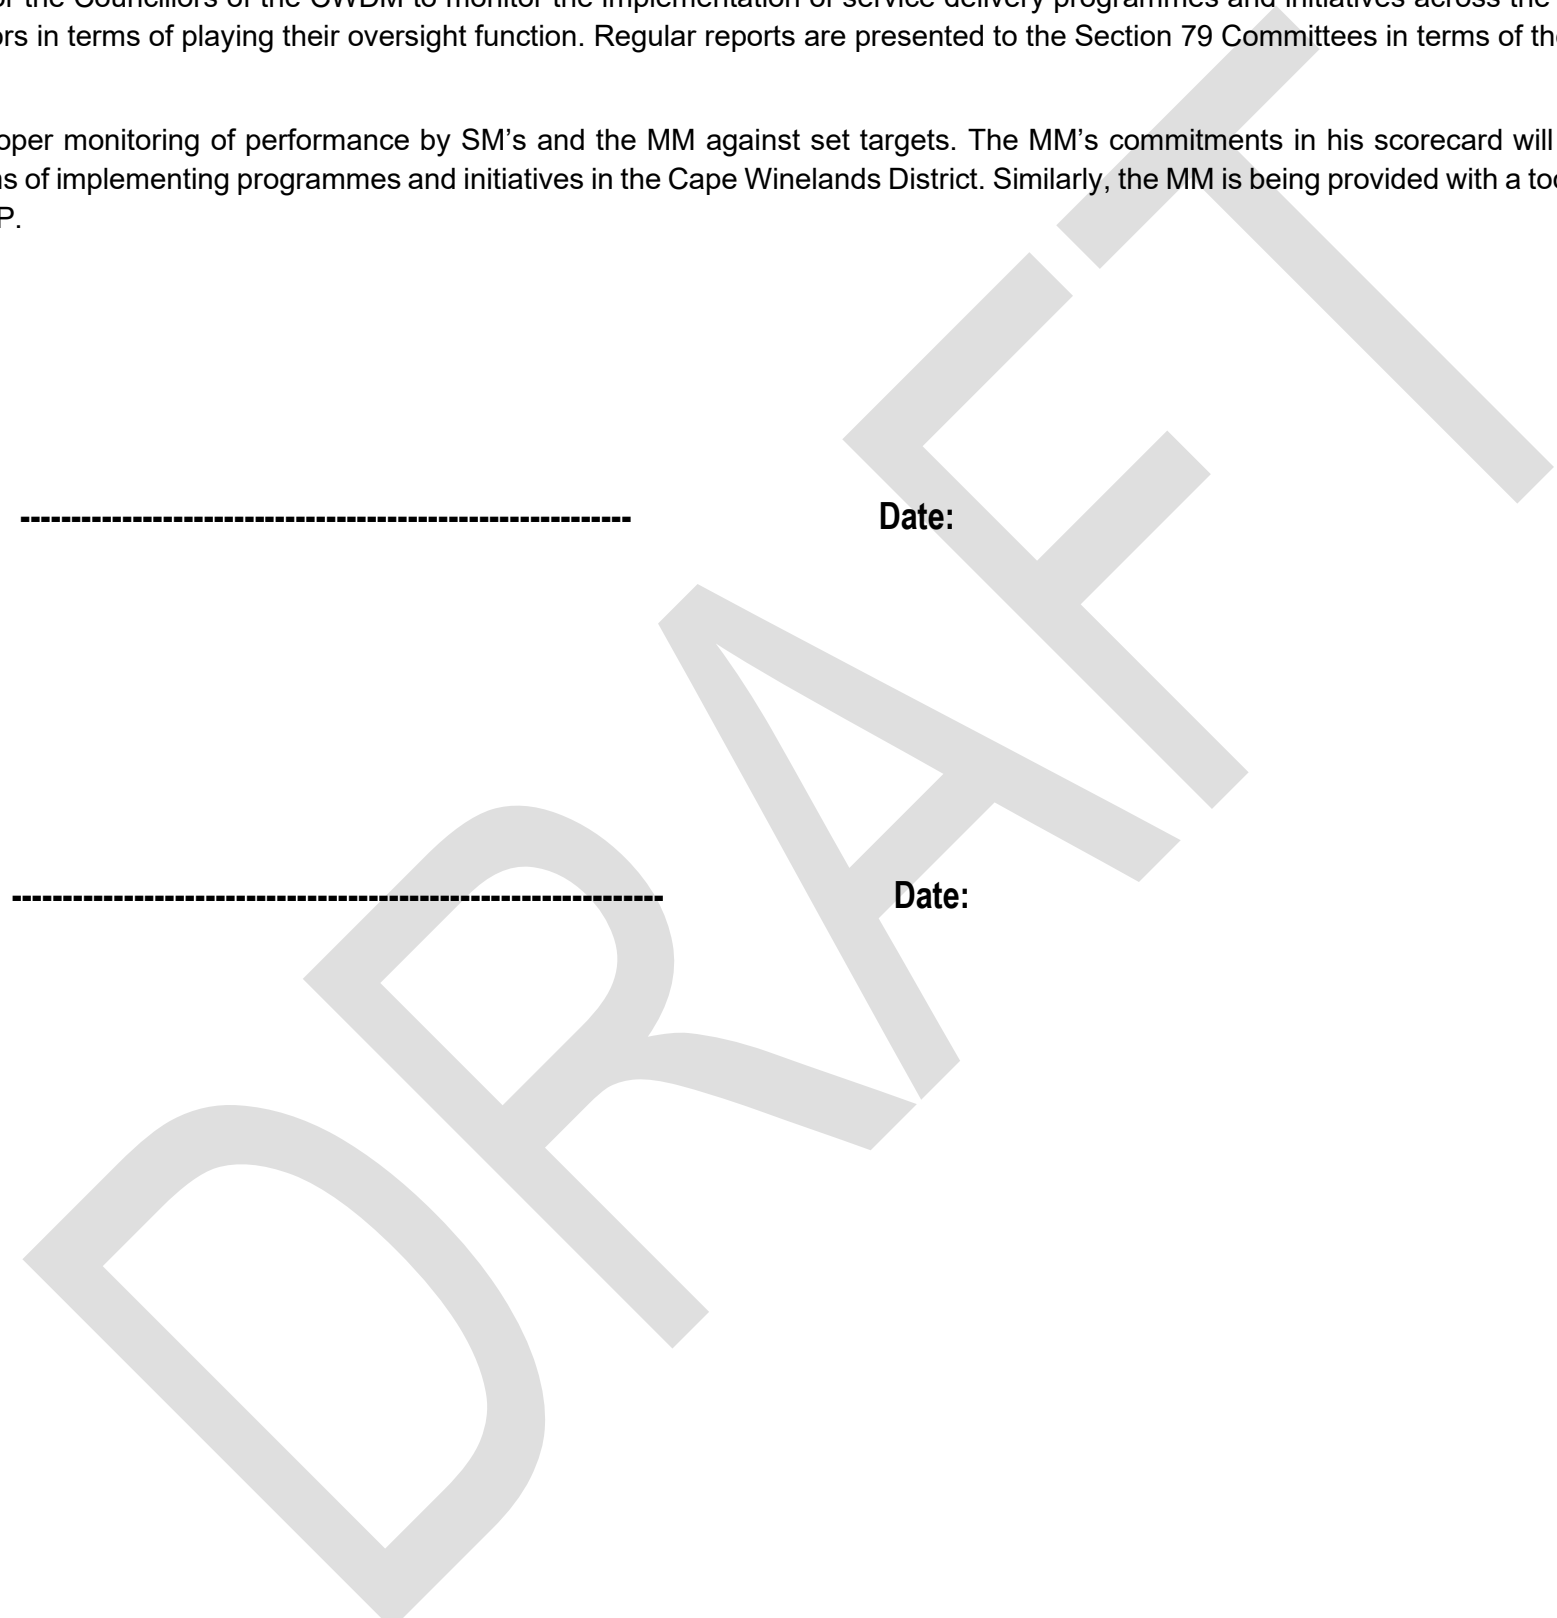 the Councillors of the CWDM to monitor the implementation of service delivery programmes and initiatives across the
ors in terms of playing their oversight function. Regular reports are presented to the Section 79 Committees in terms of the
oper monitoring of performance by SM’s and the MM against set targets. The MM’s commitments in his scorecard will
s of implementing programmes and initiatives in the Cape Winelands District. Similarly, the MM is being provided with a too
P.
------------------------------------------------------------- Date:
----------------------------------------------------------------- Date:
DRAFT